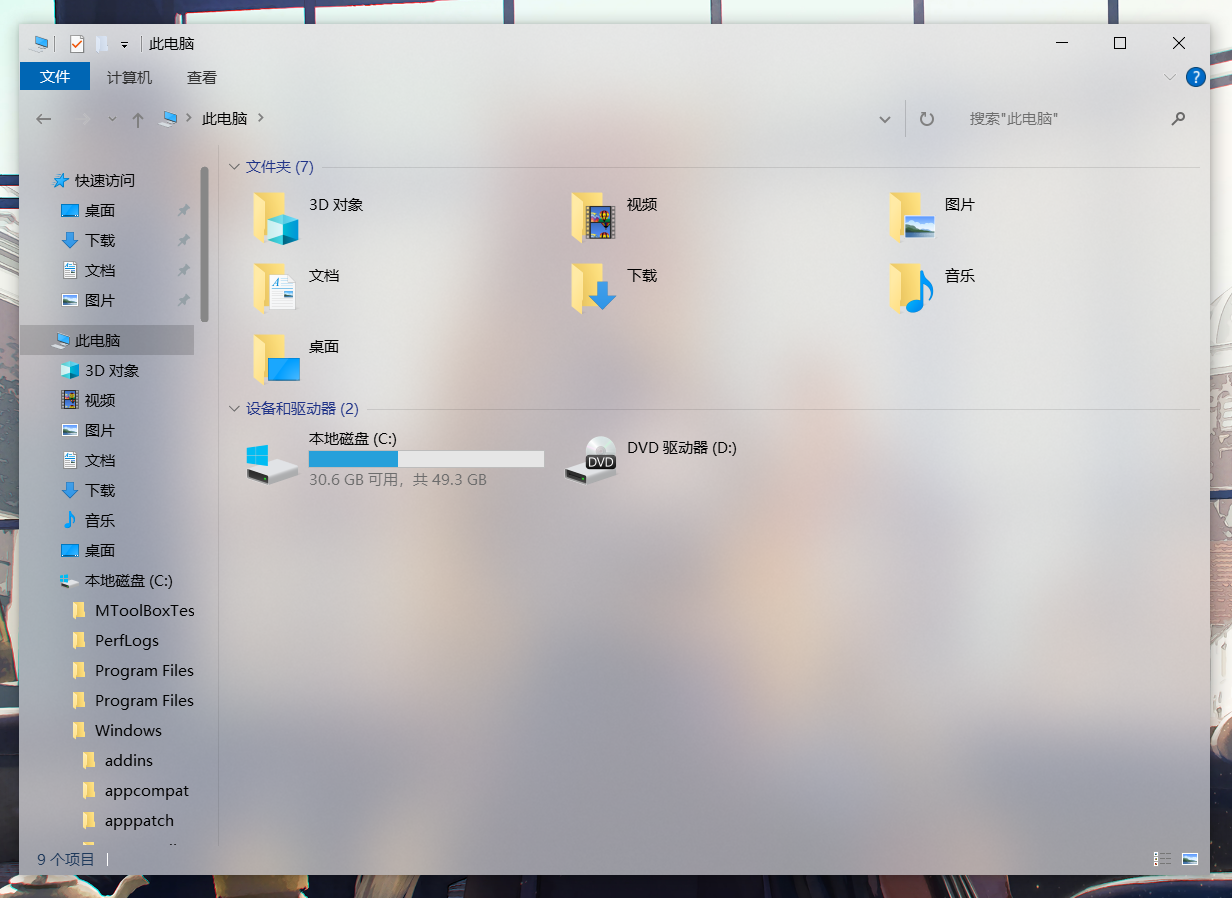 此电脑
文件 计算机 查看
此电脑 搜索"此电脑"
快速访问
桌面
下载
文档
图片
此电脑
3D 对象
视频
图片
文档
下载
音乐
桌面
本地磁盘 (C:)
MToolBoxTes
PerfLogs
Program Files
Program Files
Windows
addins
appcompat
apppatch
文件夹 (7)
3D 对象
视频
图片
文档
下载
音乐
桌面
设备和驱动器 (2)
本地磁盘 (C:)
30.6 GB 可用，共 49.3 GB
DVD
DVD 驱动器 (D:)
9 个项目